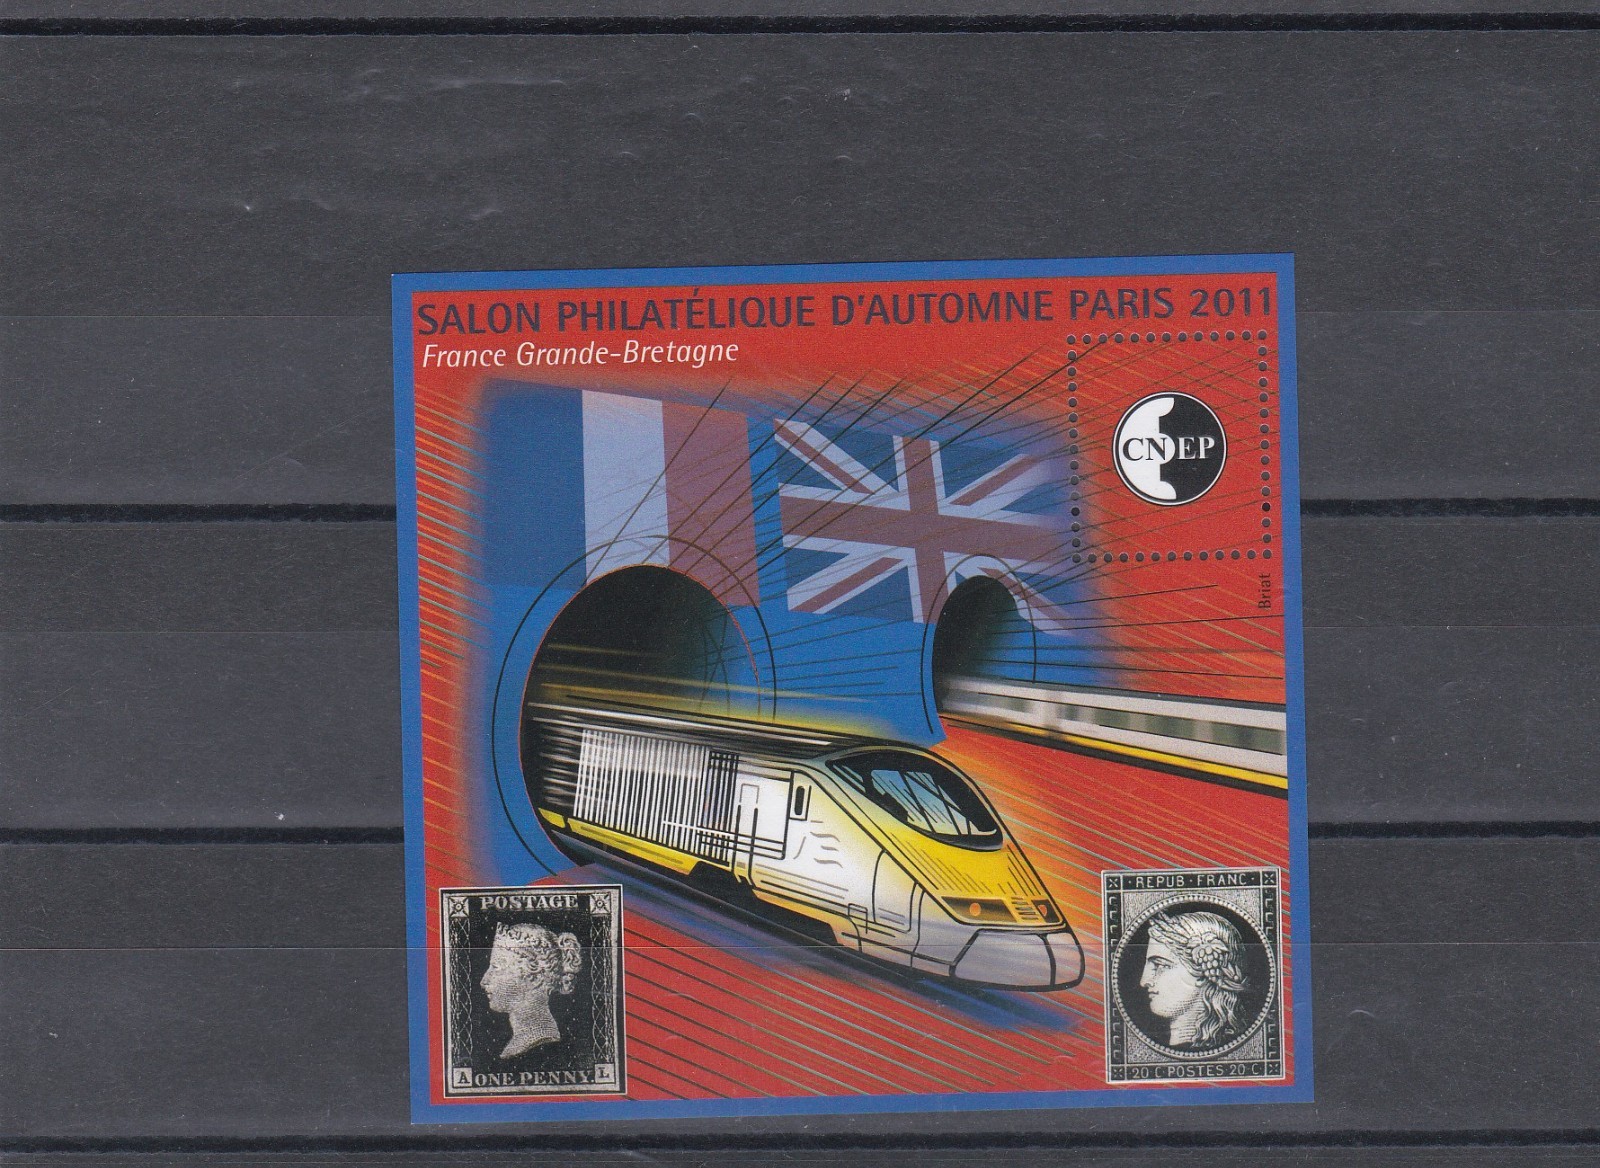 SALON PHILATÉLIQUE D'AUTOMNE PARIS 2011
France Grande-Bretagne
CNEP
Briat
POSTAGE
A ONE PENNY. L
REPUB·FRANC·
20 C POSTES 20 C